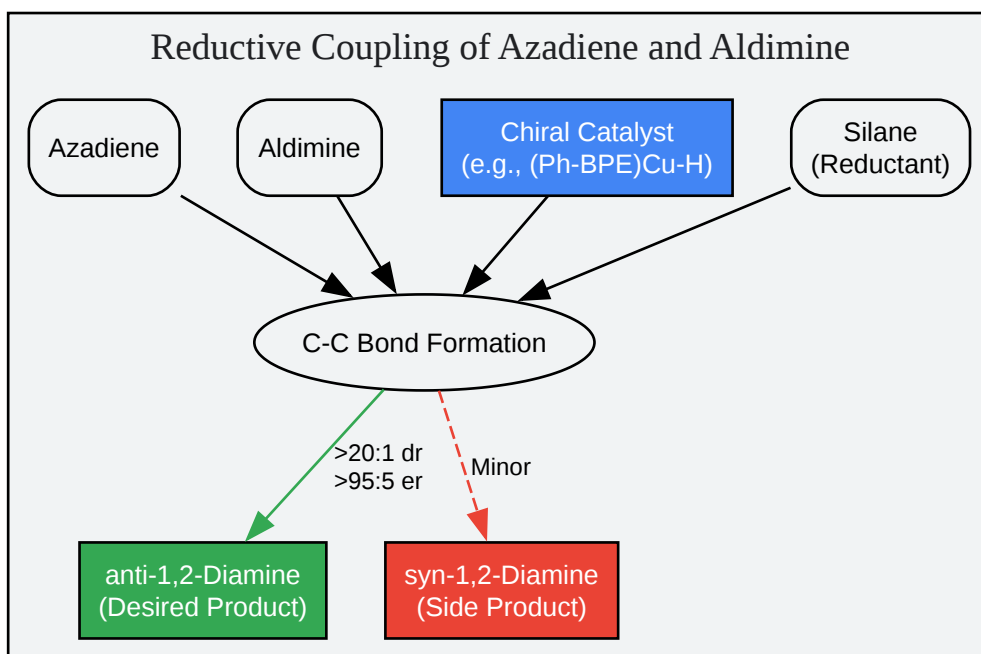 Reductive Coupling of Azadiene and Aldimine
Azadiene
Aldimine
Chiral Catalyst
(e.g., (Ph-BPE)Cu-H)
Silane
(Reductant)
C-C Bond Formation
>20:1 dr
>95:5 er
Minor
anti-1,2-Diamine
(Desired Product)
syn-1,2-Diamine
(Side Product)